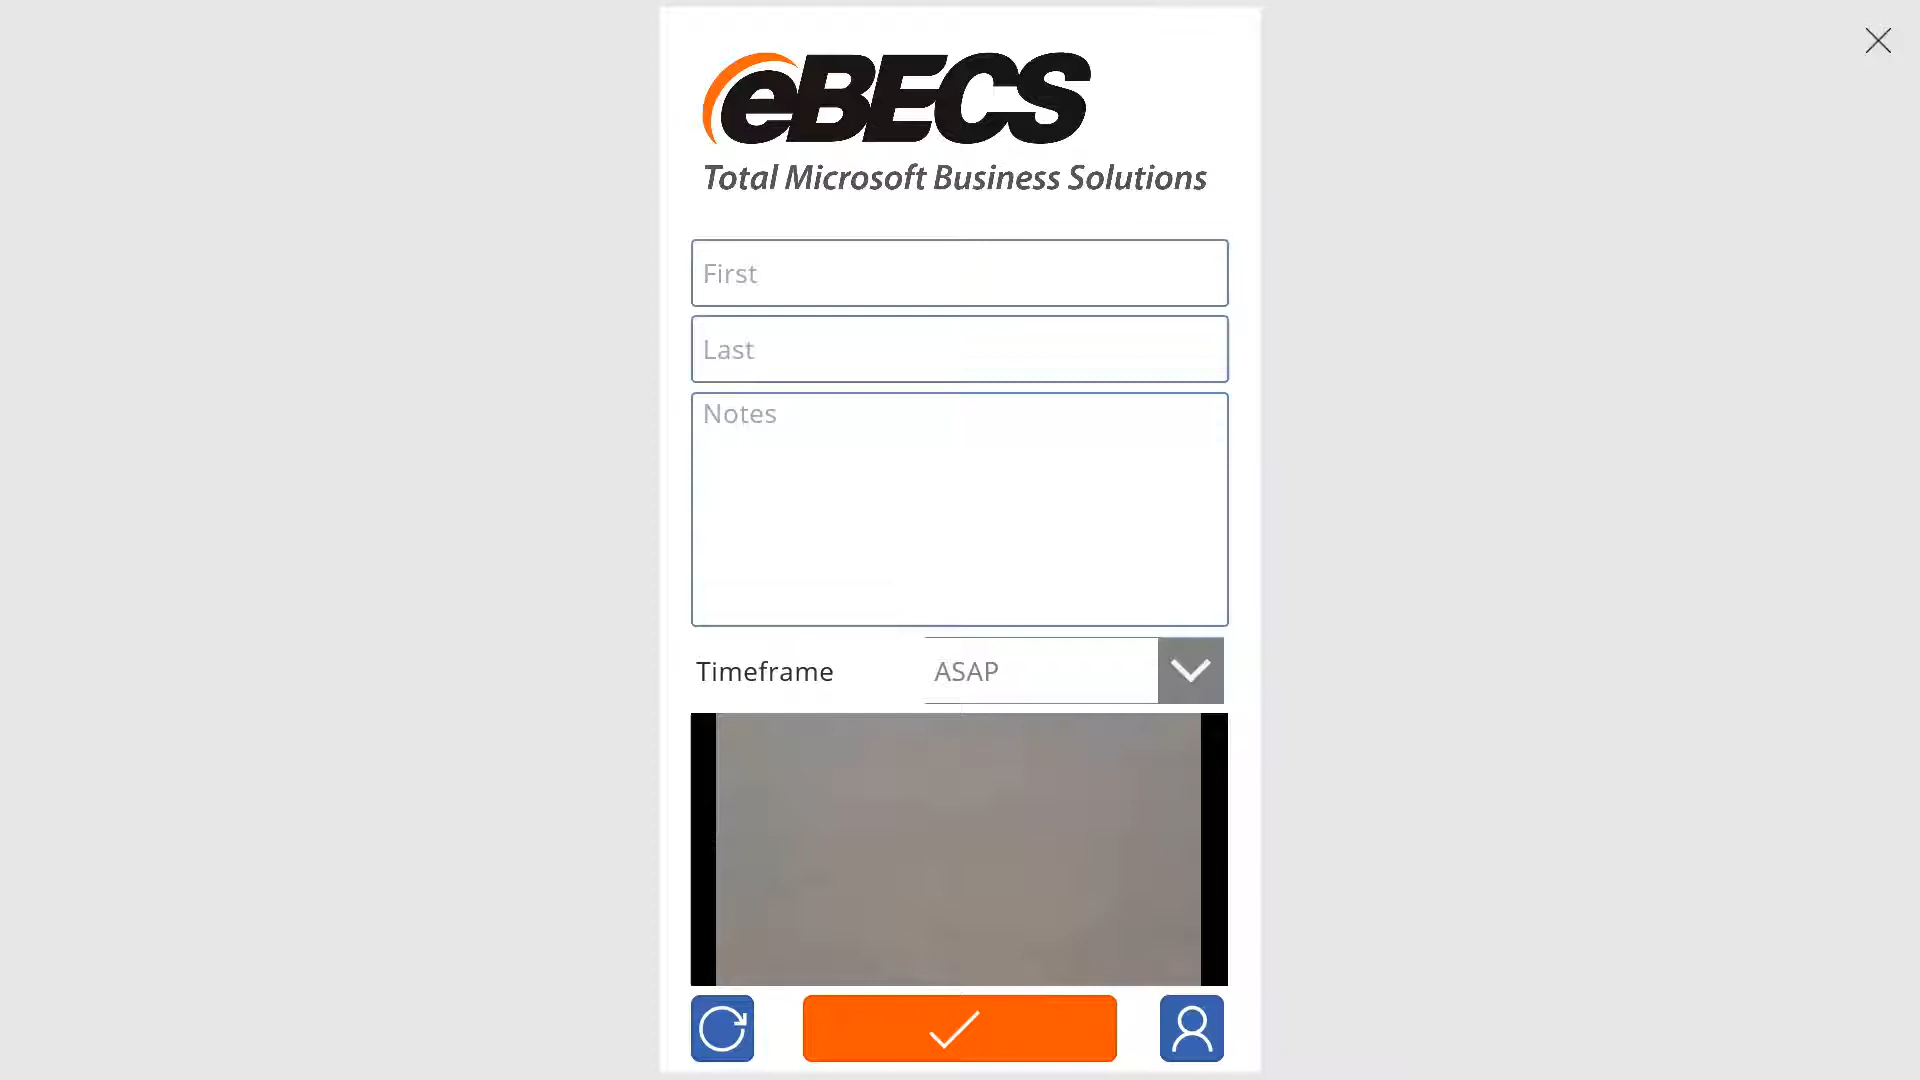 eBECS
Total Microsoft Business Solutions
First
Last
Notes
Timeframe
ASAP